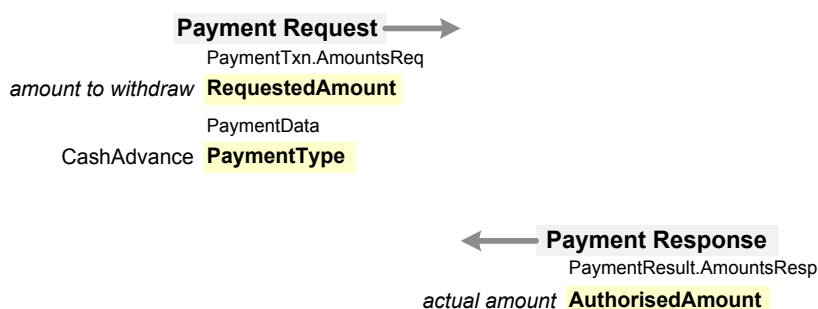 Payment Request
PaymentTxn.AmountsReq
amount to withdraw RequestedAmount
PaymentData
CashAdvance PaymentType
Payment Response
PaymentResult.AmountsResp
actual amount AuthorisedAmount